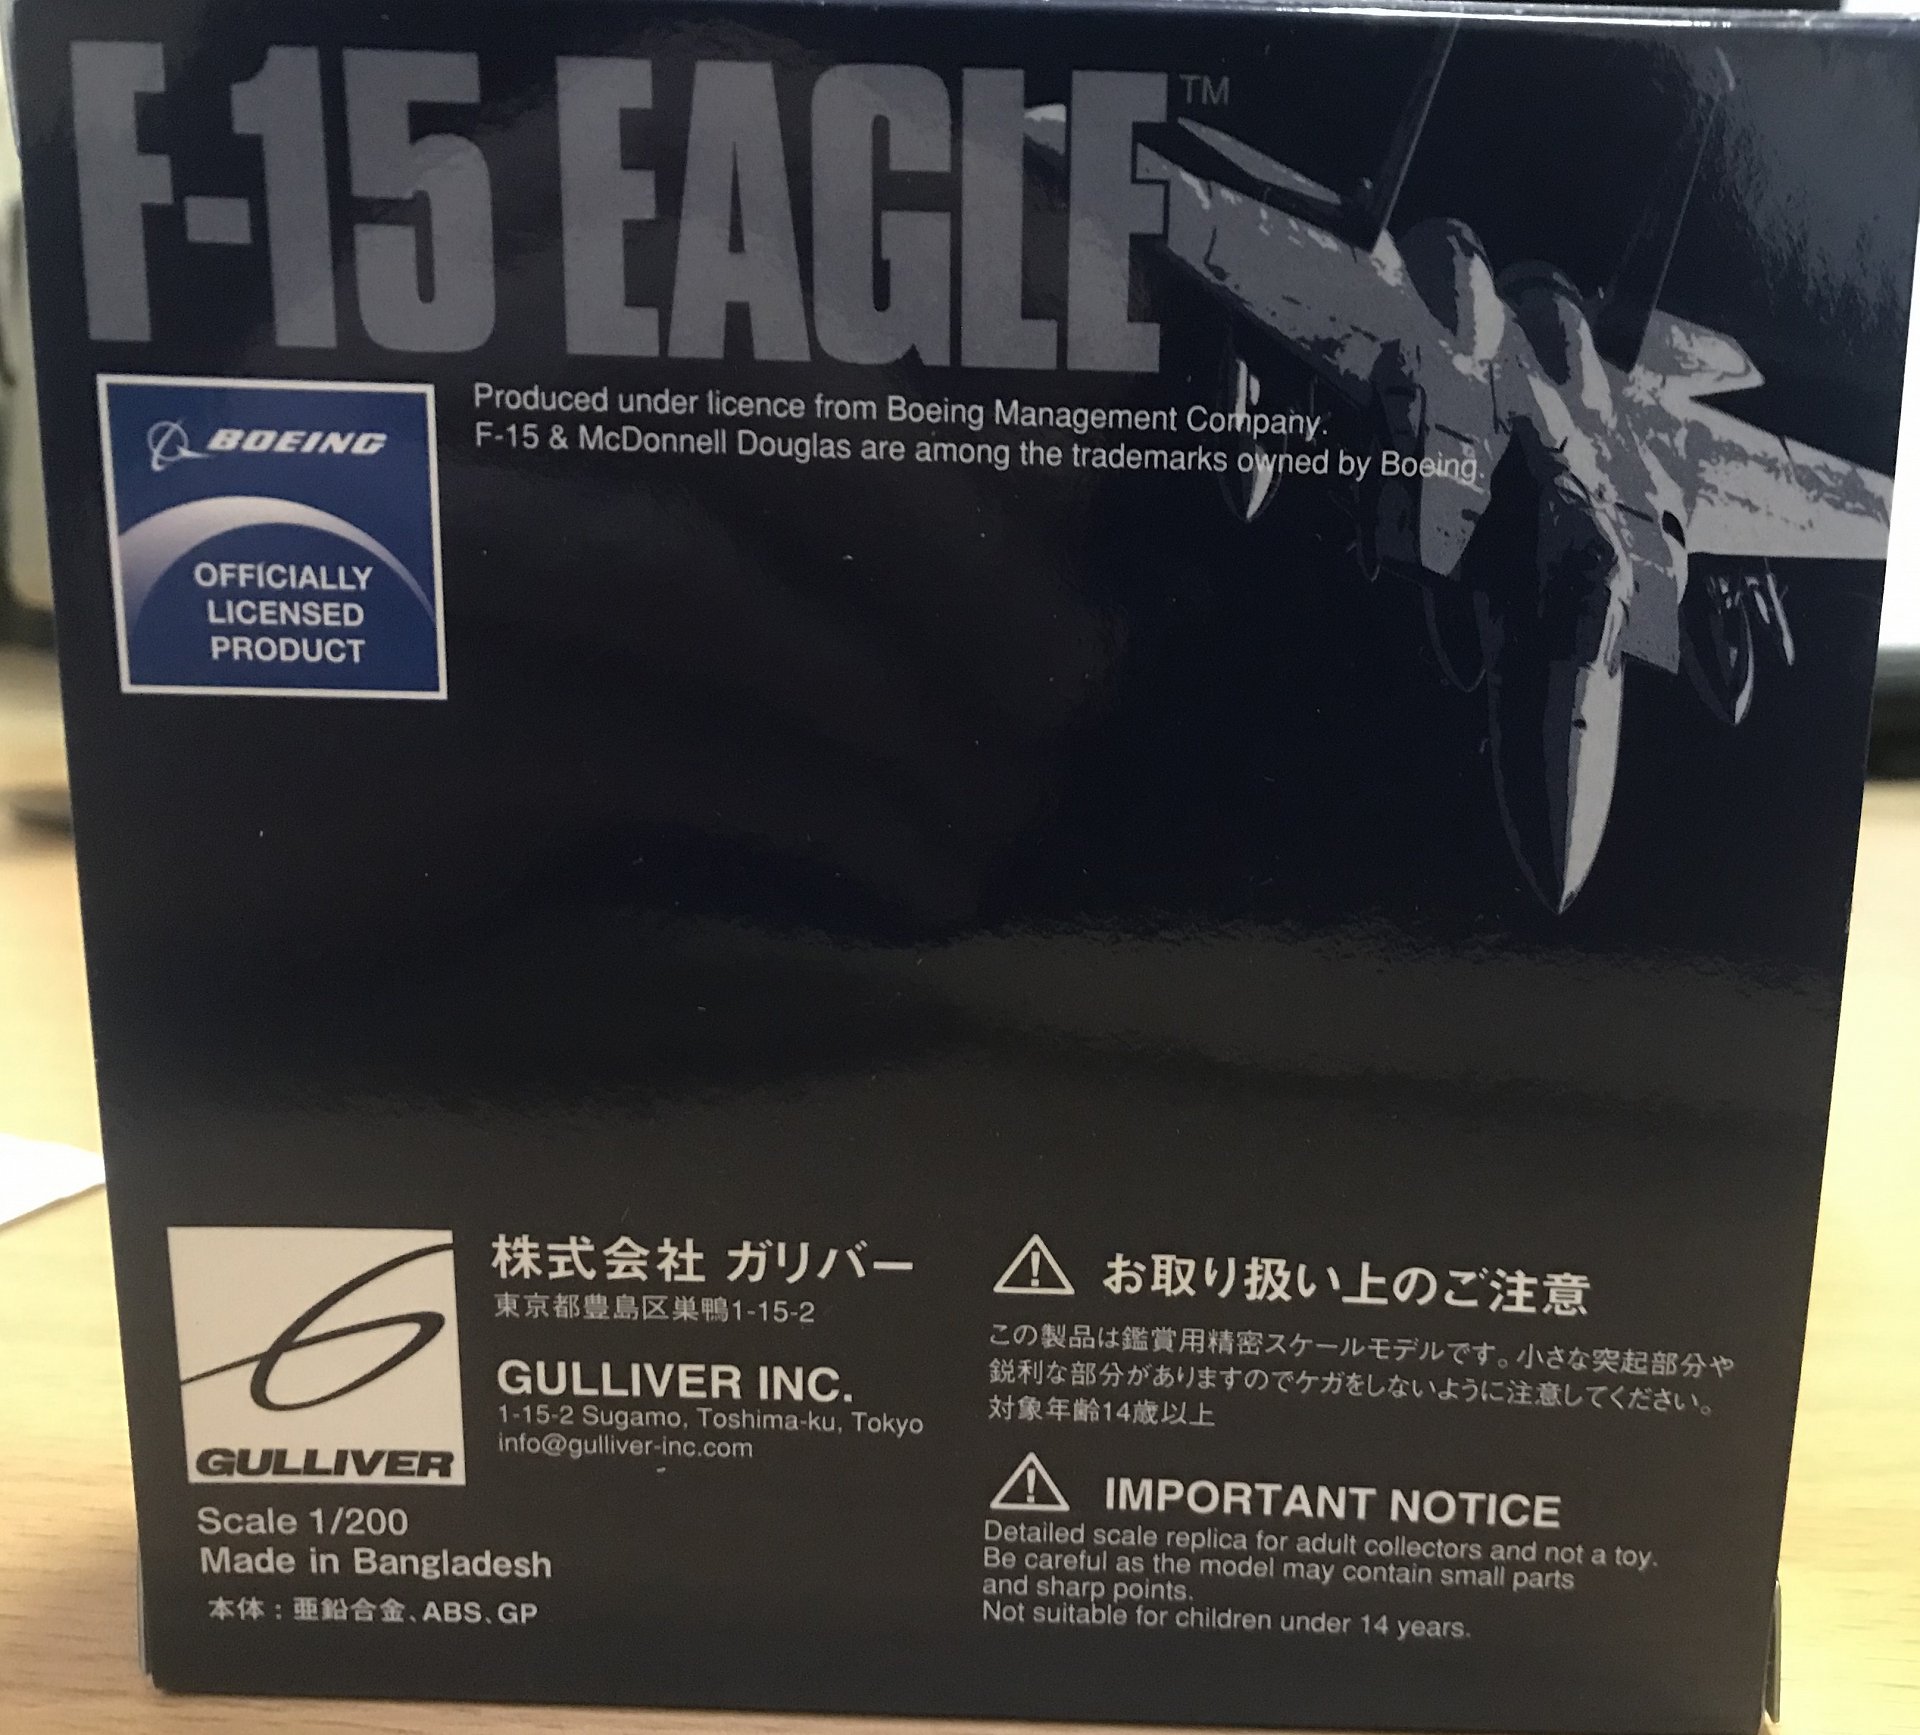 F-15 EAGLE™
Produced under licence from Boeing Management Company.
F-15 & McDonnell Douglas are among the trademarks owned by Boeing.
BOEING
OFFICIALLY
LICENSED
PRODUCT
株式会社 ガリバー
東京都豊島区巣鴨1-15-2
GULLIVER INC.
1-15-2 Sugamo, Toshima-ku, Tokyo
info@gulliver-inc.com
GULLIVER
Scale 1/200
Made in Bangladesh
本体：亜鉛合金、ABS、GP
お取り扱い上のご注意
この製品は鑑賞用精密スケールモデルです。小さな突起部分や
鋭利な部分がありますのでケガをしないように注意してください。
対象年齢14歳以上
IMPORTANT NOTICE
Detailed scale replica for adult collectors and not a toy.
Be careful as the model may contain small parts
and sharp points.
Not suitable for children under 14 years.